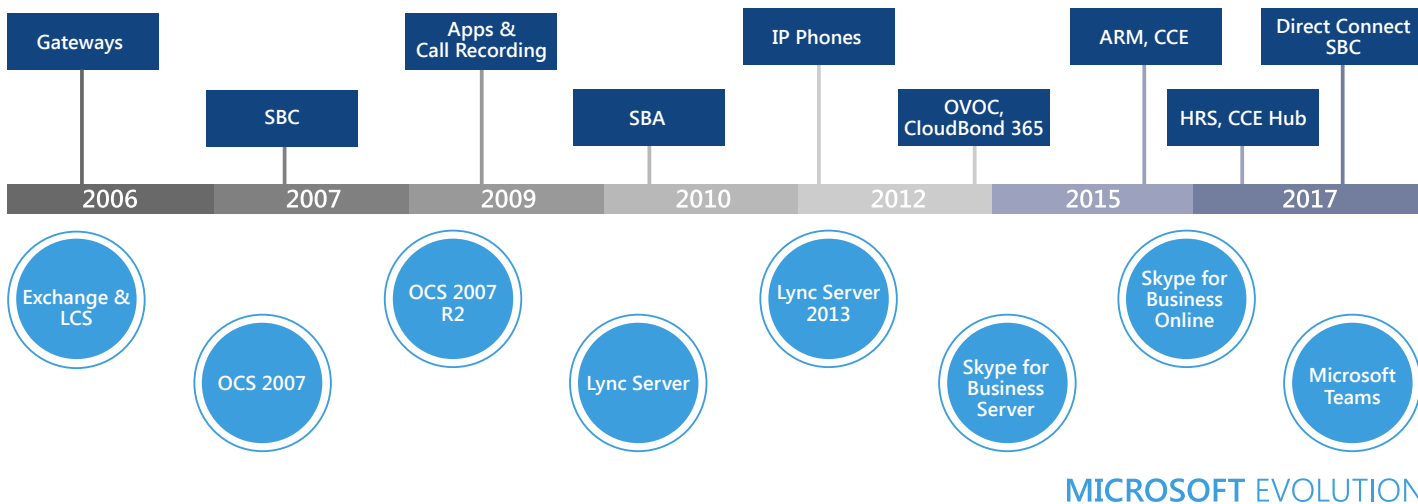 Gateways
SBC
Apps &
Call Recording
SBA
IP Phones
OVOC,
CloudBond 365
ARM, CCE
HRS, CCE Hub
Direct Connect
SBC
2006
2007
2009
2010
2012
2015
2017
Exchange &
LCS
OCS 2007
OCS 2007
R2
Lync Server
Lync Server
2013
Skype for
Business
Server
Skype for
Business
Online
Microsoft
Teams
MICROSOFT EVOLUTION